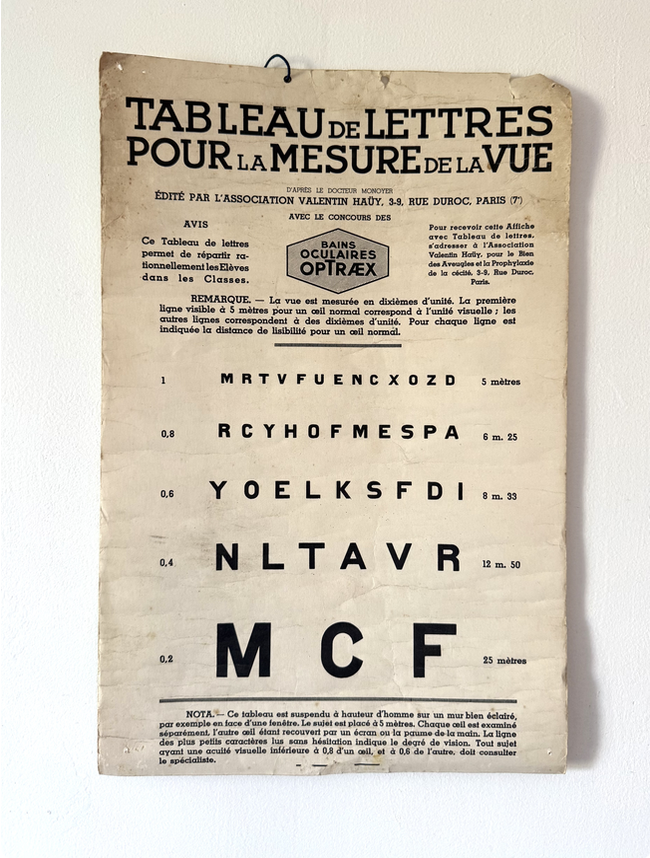 TABLEAU DE LETTRES
POUR LA MESURE DE LA VUE
D'APRÈS LE DOCTEUR MONOYER
ÉDITÉ PAR L'ASSOCIATION VALENTIN HAÜY, 3-9, RUE DUROC, PARIS (7e)
AVEC LE CONCOURS DES
AVIS
Ce Tableau de lettres
permet de répartir ra-
tionnellement les Elèves
dans les Classes.
BAINS
OCULAIRES
OPTRÆX
Pour recevoir cette Affiche
avec Tableau de lettres,
s'adresser à l'Association
Valentin Haüy, pour le Bien
des Aveugles et la Prophylaxie
de la cécité, 3-9, Rue Duroc,
Paris.
REMARQUE. — La vue est mesurée en dixièmes d'unité. La première
ligne visible à 5 mètres pour un œil normal correspond à l'unité visuelle ; les
autres lignes correspondent à des dixièmes d'unité. Pour chaque ligne est
indiquée la distance de lisibilité pour un œil normal.
1 M R T V F U E N C X O Z D 5 mètres
0,8 R C Y H O F M E S P A 6 m. 25
0,6 Y O E L K S F D I 8 m. 33
0,4 N L T A V R 12 m. 50
0,2 M C F 25 mètres
NOTA. — Ce tableau est suspendu à hauteur d'homme sur un mur bien éclairé,
par exemple en face d'une fenêtre. Le sujet est placé à 5 mètres. Chaque œil est examiné
séparément, l'autre œil étant recouvert par un écran ou la paume de la main. La ligne
des plus petits caractères lus sans hésitation indique le degré de vision. Tout sujet
ayant une acuité visuelle inférieure à 0,8 d'un œil, et à 0,6 de l'autre, doit consulter
le spécialiste.